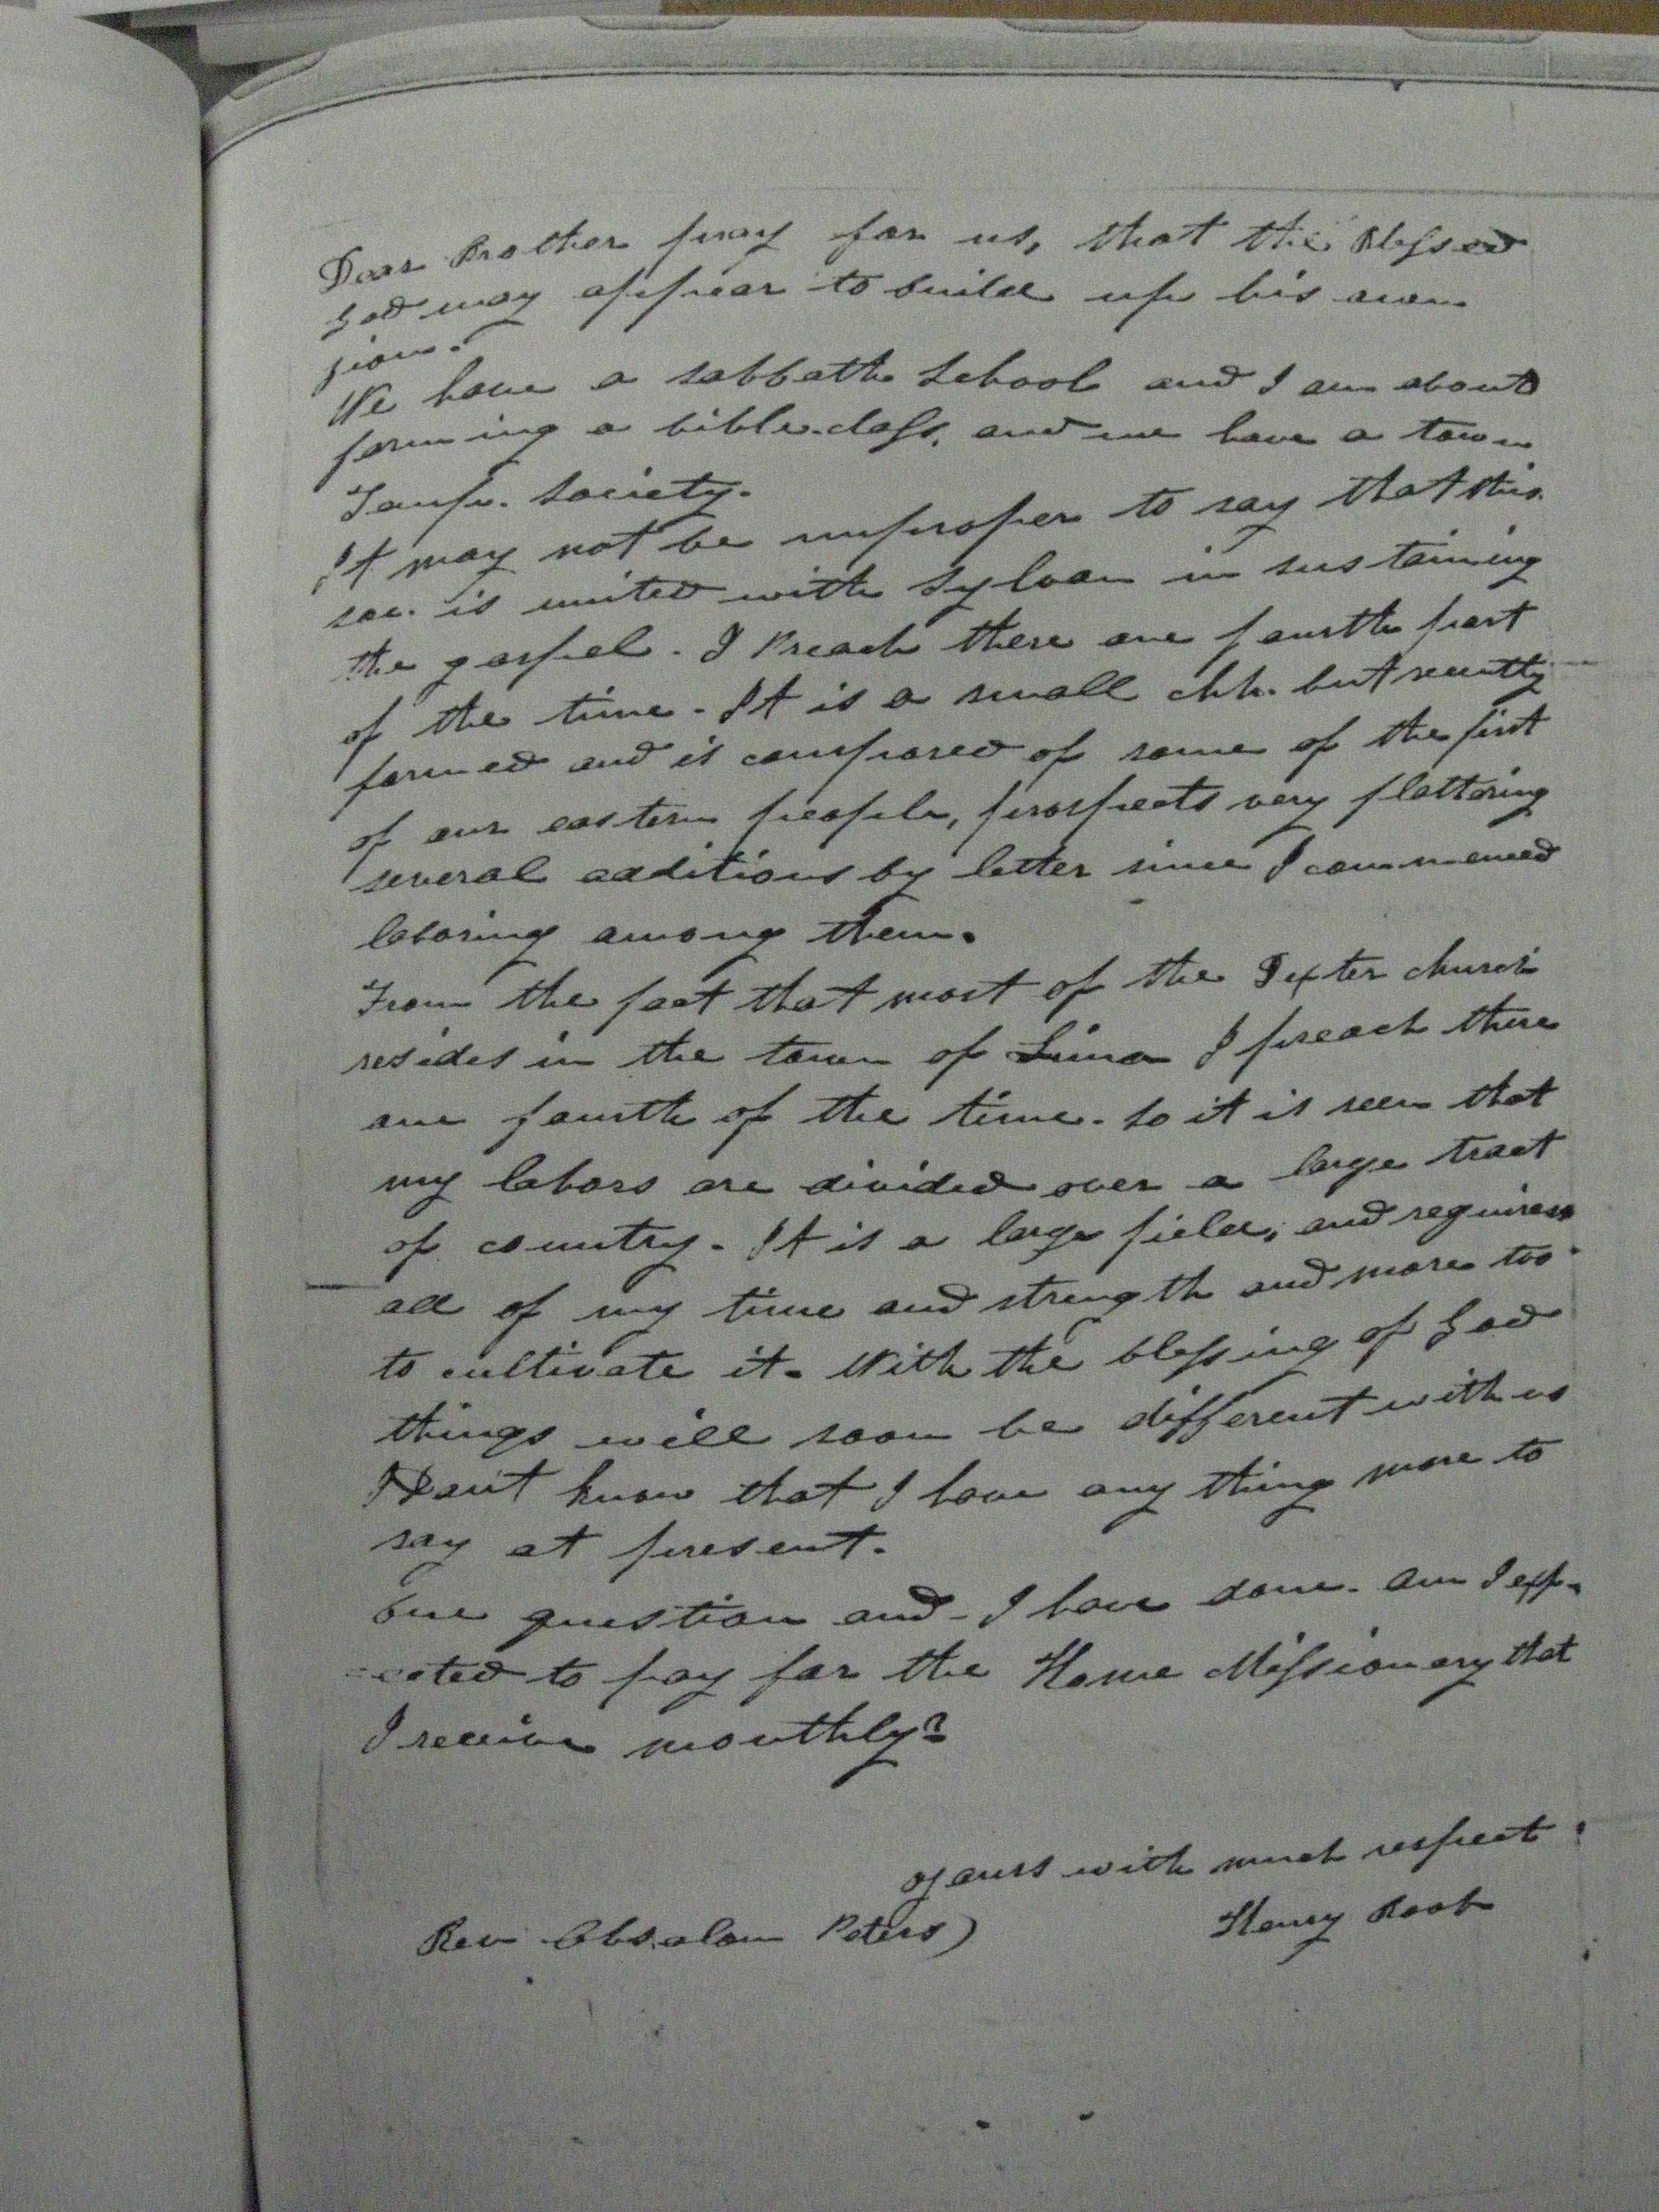 Dear Brother pray for us, that the Blessed
God may appear to build up his own
zion.
We have a sabbath school and I am about
forming a bible-class, and we have a town
Temp. society.
It may not be improper to say that this
soc. is united with Sylvan in sustaining
the gospel. I Preach there one fourth part
of the time. It is a small chh. but recently
formed and is composed of some of the first
of our eastern people, prospects very flattering
several additions by letter since I commenced
laboring among them.
From the fact that most of the Dexter church
resides in the town of Lima I preach there
one fourth of the time. So it is seen that
my labors are divided over a large tract
of country. It is a large field, and requires
all of my time and strength and more too
to cultivate it. With the blessing of God
things will soon be different with us
I Don't know that I have any thing more to
say at present.
One question and I have done. Am I exp-
-ected to pay for the Home Missionary that
I receive monthly?
yours with much respect
Rev Absalom Peters) Henry Root